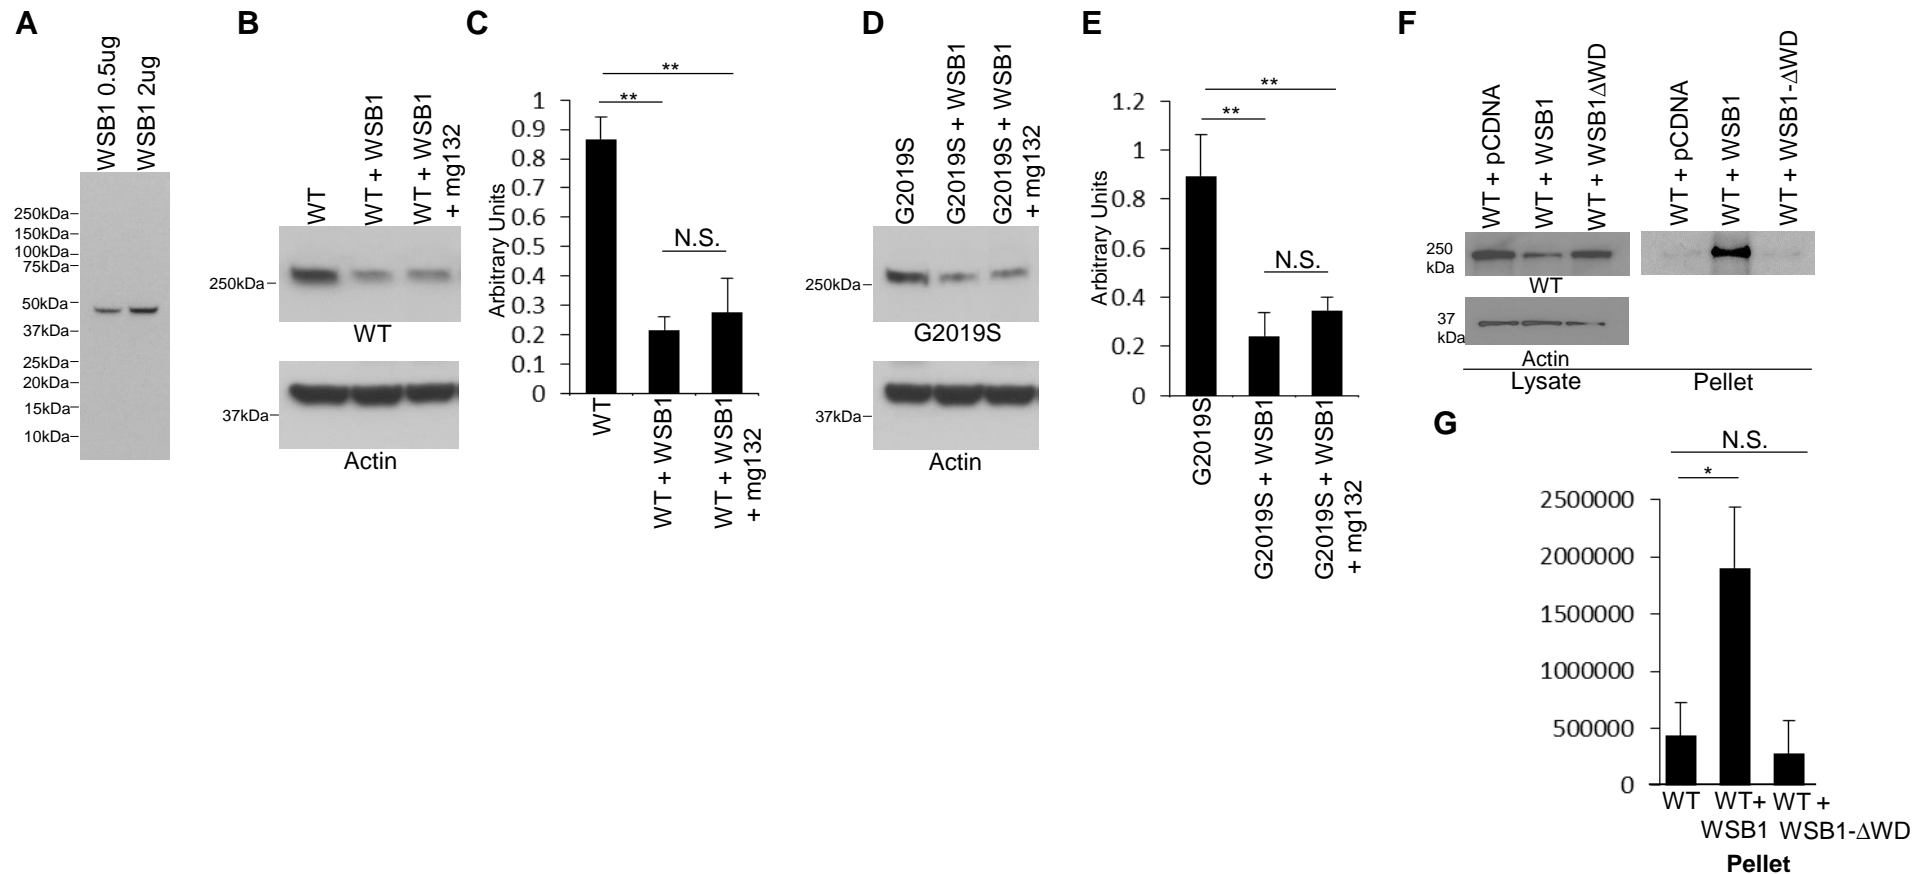 A
WSB1 0.5ug
WSB1 2ug
250kDa
150kDa
100kDa
75kDa
50kDa
37kDa
25kDa
20kDa
15kDa
10kDa
B
WT
WT + WSB1
WT + WSB1
+ mg132
250kDa
WT
37kDa
Actin
C
**
**
N.S.
Arbitrary Units
1
0.9
0.8
0.7
0.6
0.5
0.4
0.3
0.2
0.1
0
WT
WT + WSB1
WT + WSB1
+ mg132
D
G2019S
G2019S + WSB1
G2019S + WSB1
+ mg132
250kDa
G2019S
37kDa
Actin
E
**
**
N.S.
Arbitrary Units
1.2
1
0.8
0.6
0.4
0.2
0
G2019S
G2019S + WSB1
G2019S + WSB1
+ mg132
F
WT + pCDNA
WT + WSB1
WT + WSB1ΔWD
WT + pCDNA
WT + WSB1
WT + WSB1-ΔWD
250
kDa
WT
37
kDa
Actin
Lysate
Pellet
G
N.S.
*
2500000
2000000
1500000
1000000
500000
0
WT
WT+
WSB1
WT +
WSB1-ΔWD
Pellet